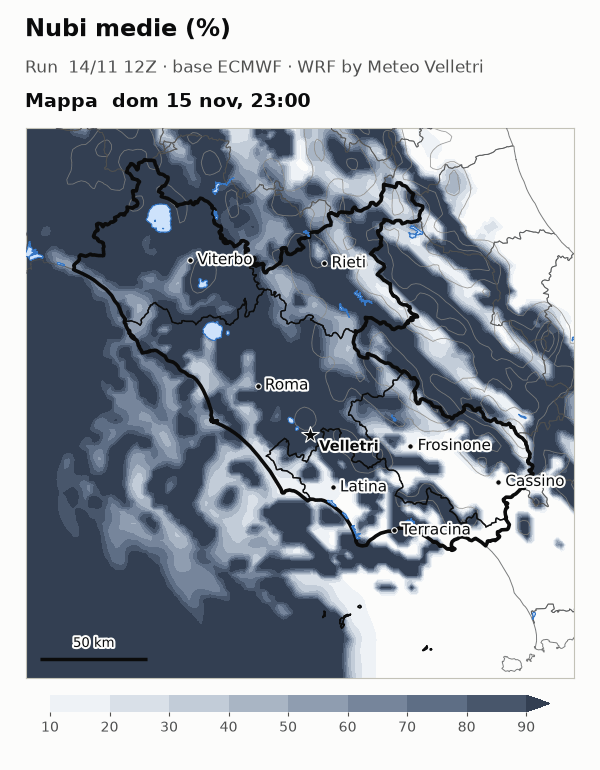 Nubi medie (%)
Run 14/11 12Z · base ECMWF · WRF by Meteo Velletri
Mappa dom 15 nov, 23:00
Viterbo
Rieti
Roma
Velletri
Frosinone
Cassino
Latina
Terracina
50 km
10 20 30 40 50 60 70 80 90